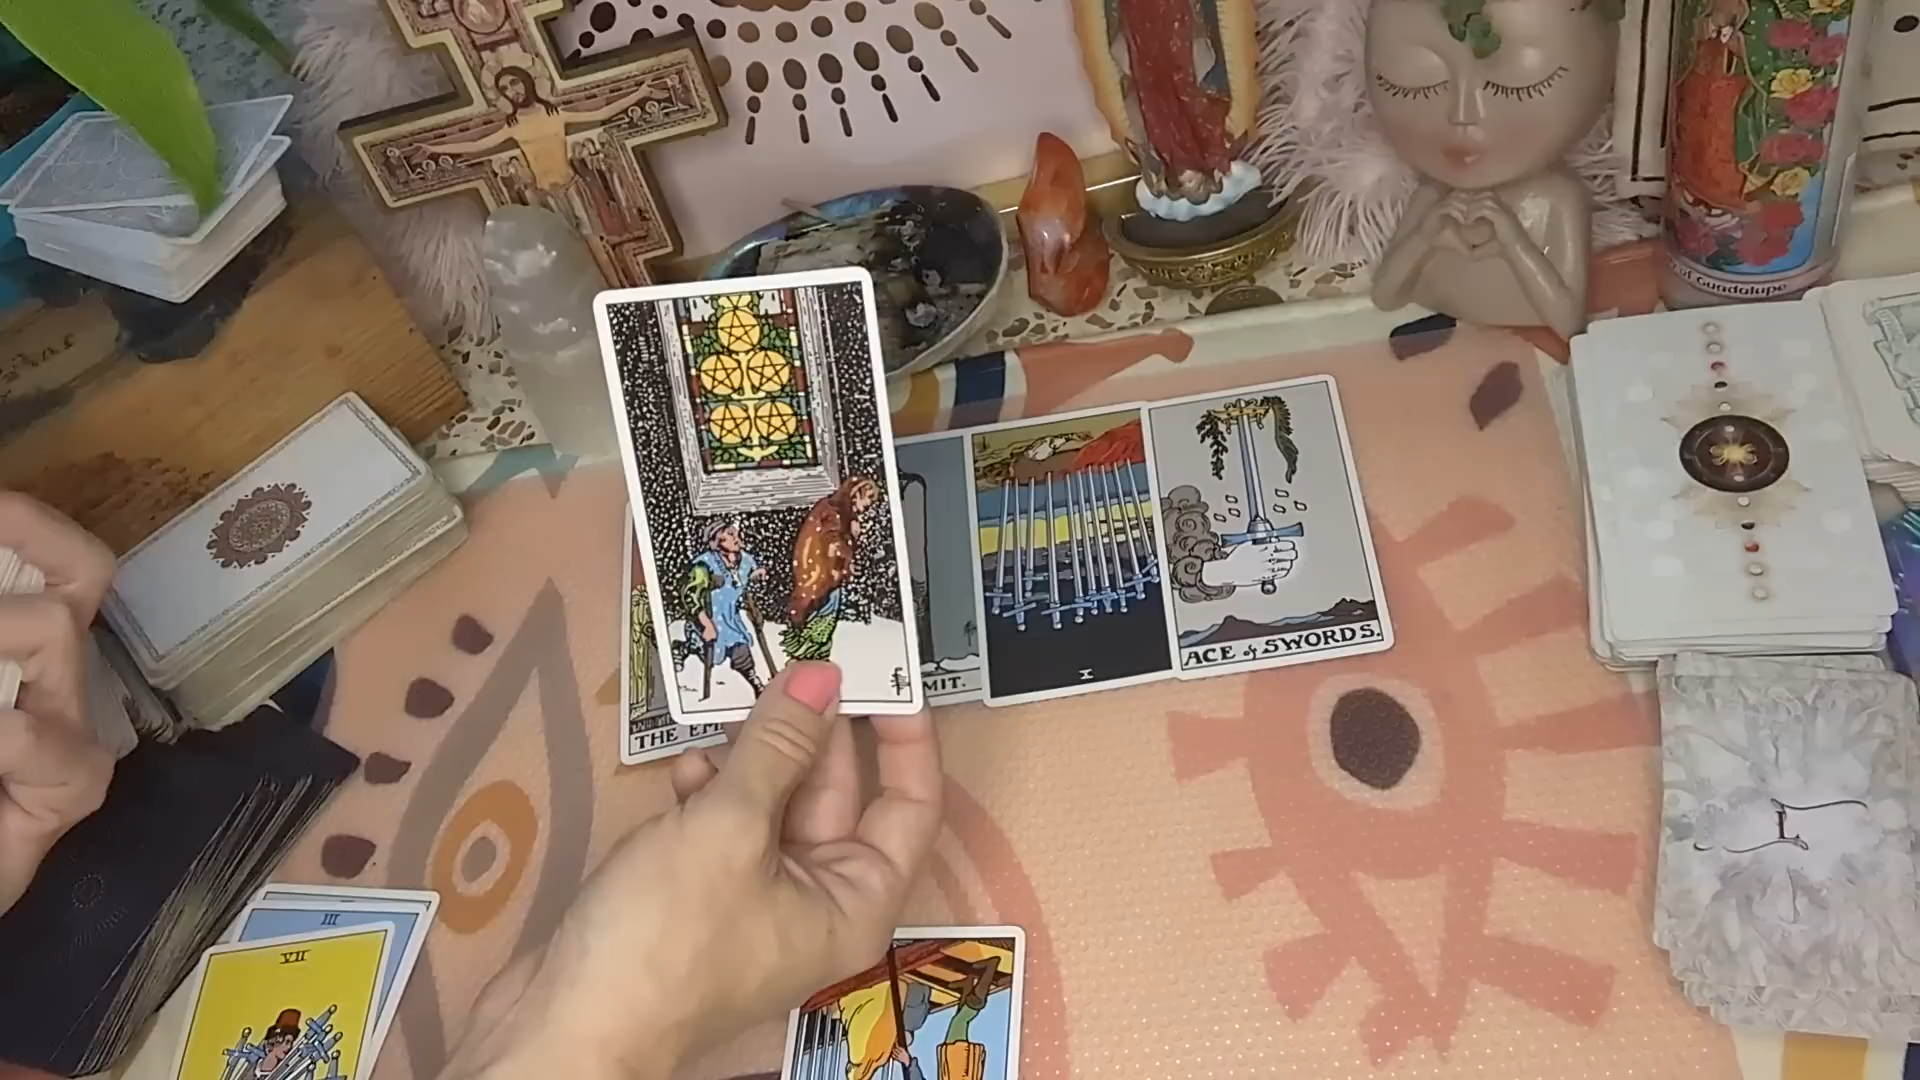 of Guadalupe
ACE of SWORDS.
MIT.
X
THE EM
L
III
VII